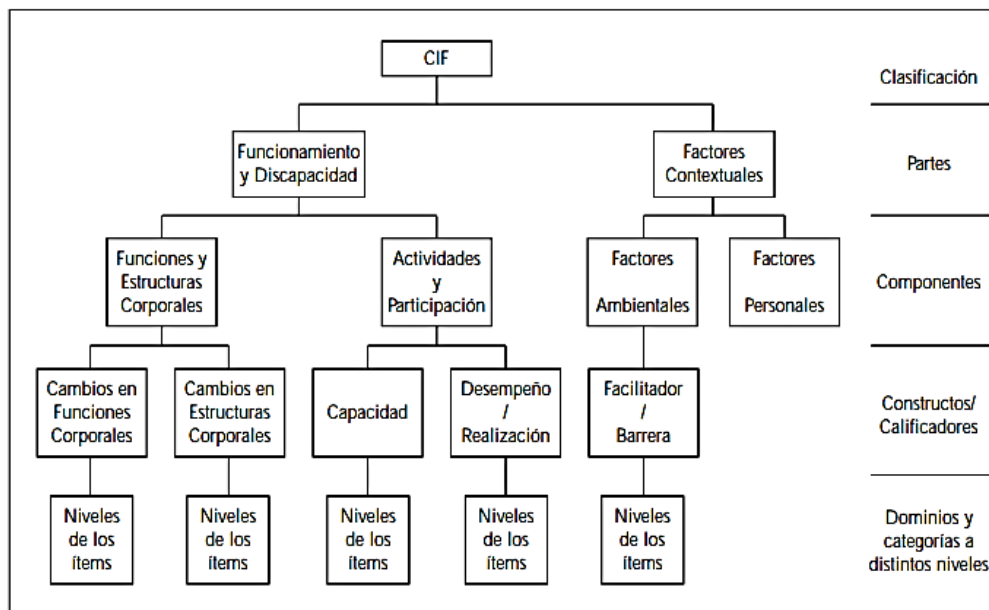 CIF
Clasificación
Funcionamiento
y Discapacidad
Factores
Contextuales
Partes
Funciones y
Estructuras
Corporales
Actividades
y
Participación
Factores
Ambientales
Factores
Personales
Componentes
Cambios en
Funciones
Corporales
Cambios en
Estructuras
Corporales
Capacidad
Desempeño
/
Realización
Facilitador
/
Barrera
Constructos/
Calificadores
Niveles
de los
ítems
Niveles
de los
ítems
Niveles
de los
ítems
Niveles
de los
ítems
Niveles
de los
ítems
Dominios y
categorías a
distintos niveles